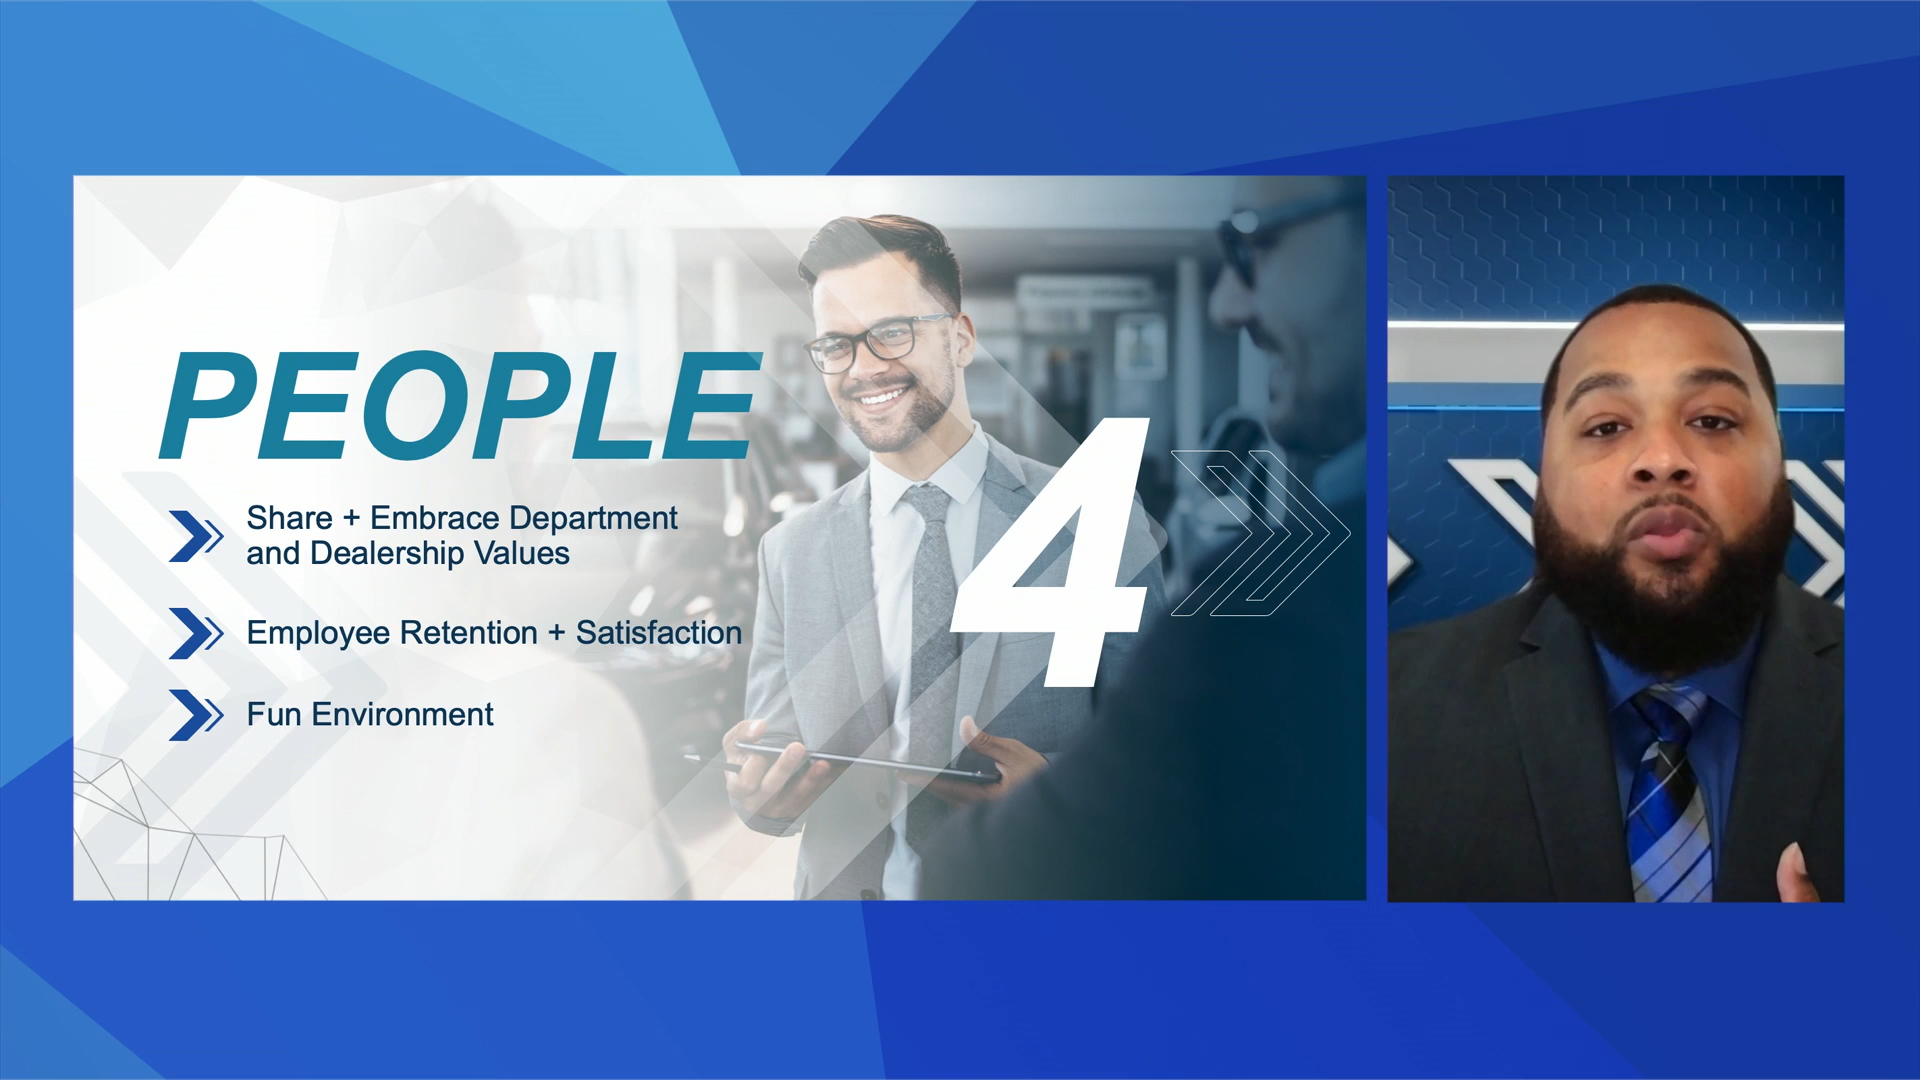 PEOPLE
Share + Embrace Department
and Dealership Values
Employee Retention + Satisfaction
Fun Environment
4